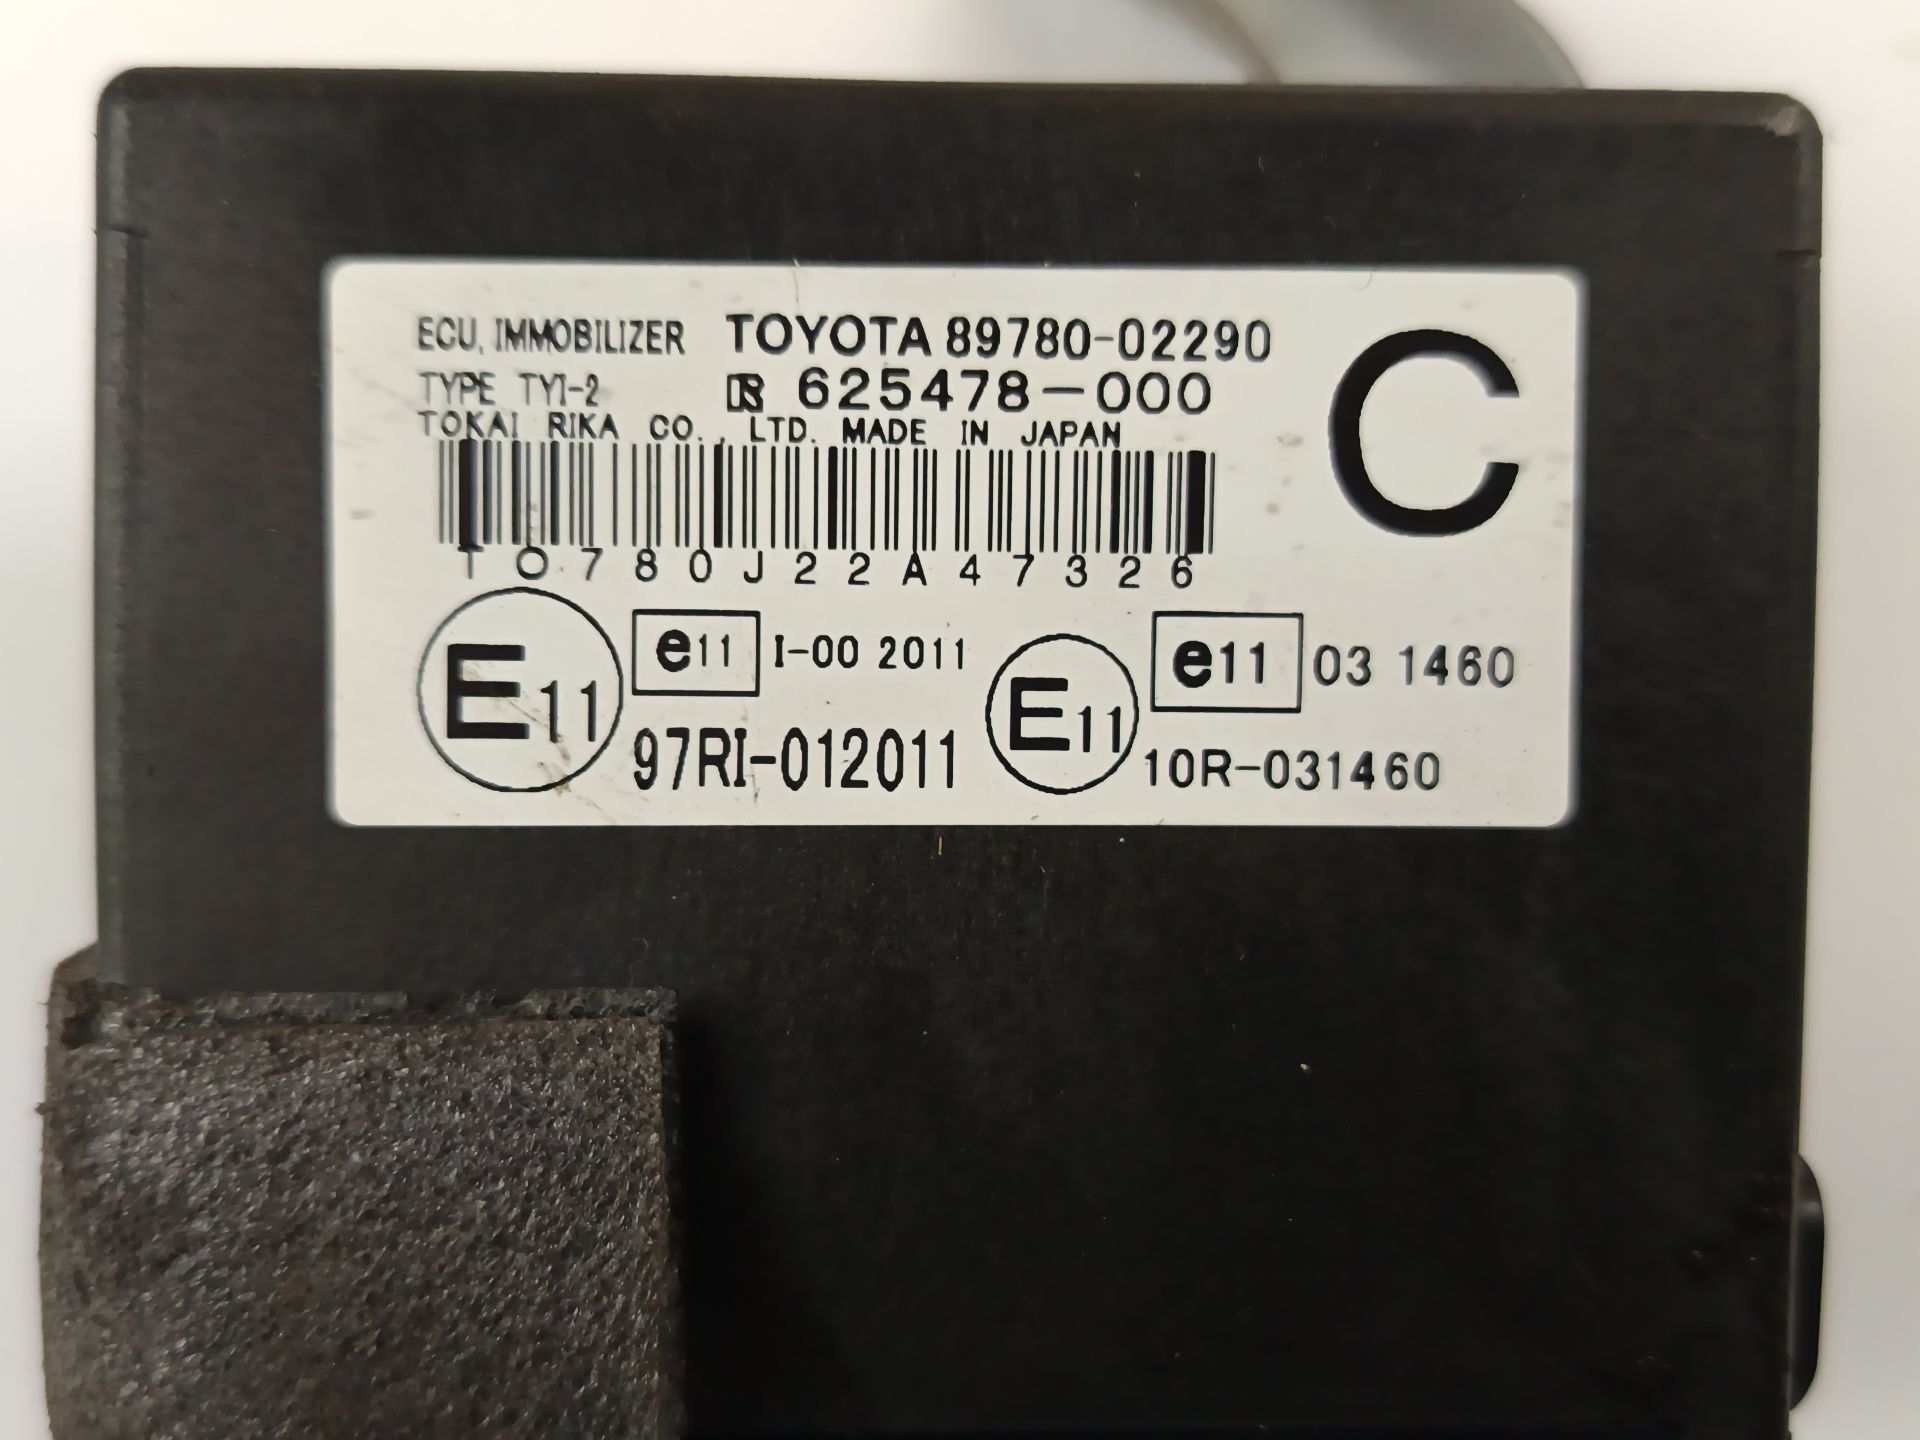 ECU, IMMOBILIZER TOYOTA 89780-02290
TYPE TYI-2 625478-000
TOKAI RIKA CO., LTD. MADE IN JAPAN
C
TO780J22A47326
E11 e11 I-00 2011
97RI-012011
E11 e11 03 1460
10R-031460